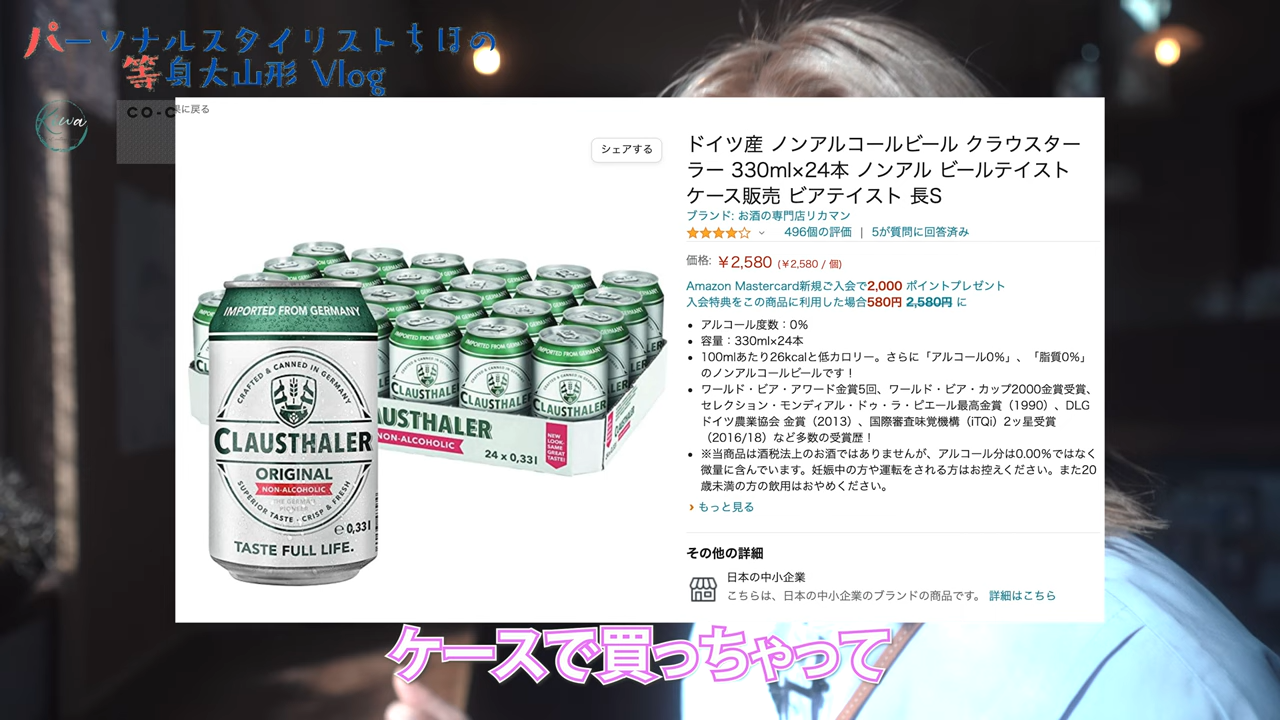 パーソナルスタイリストちほの
等身大山形 Vlog
Kiwa
CO-C
果に戻る
シェアする
ドイツ産 ノンアルコールビール クラウスター
ラー 330ml×24本 ノンアル ビールテイスト
ケース販売 ビアテイスト 長S
ブランド: お酒の専門店リカマン
496個の評価 | 5が質問に回答済み
価格: ￥2,580 (￥2,580 / 個)
Amazon Mastercard新規ご入会で2,000 ポイントプレゼント
入会特典をこの商品に利用した場合580円 2,580円 に
• アルコール度数：0%
• 容量：330ml×24本
• 100mlあたり26kcalと低カロリー。さらに「アルコール0%」、「脂質0%」
のノンアルコールビールです！
• ワールド・ビア・アワード金賞5回、ワールド・ビア・カップ2000金賞受賞、
セレクション・モンディアル・ドゥ・ラ・ビエール最高金賞（1990）、DLG
ドイツ農業協会 金賞（2013）、国際審査味覚機構（iTQi）2ッ星受賞
（2016/18）など多数の受賞歴！
• ※当商品は酒税法上のお酒ではありませんが、アルコール分は0.00%ではなく
微量に含んでいます。妊娠中の方や運転をされる方はお控えください。また20
歳未満の方の飲用はおやめください。
› もっと見る
その他の詳細
日本の中小企業
こちらは、日本の中小企業のブランドの商品です。 詳細はこちら
IMPORTED FROM GERMANY
CRAFTED & CANNED IN GERMANY
CLAUSTHALER
ORIGINAL
NON-ALCOHOLIC
THE GERMAN
PIONEER
SUPERIOR TASTE · CRISP & FRESH
℮ 0,33 l
TASTE FULL LIFE.
IMPORTED FROM GERMANY
IMPORTED FROM GERMANY
IMPORTED FROM GERMANY
CLAUSTHALER
CLAUSTHALER
CLAUSTHALER
AUSTHALER
NON-ALCOHOLIC
24 x 0,33 l
NEW
LOOK.
SAME
GREAT
TASTE!
ケースで買っちゃって